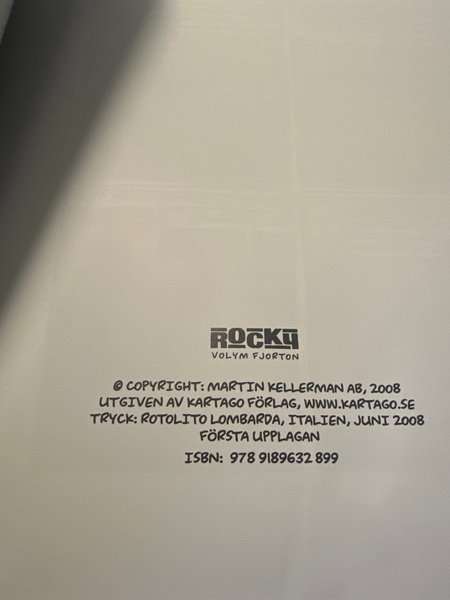 ROCKY
VOLYM FJORTON
© COPYRIGHT: MARTIN KELLERMAN AB, 2008
UTGIVEN AV KARTAGO FÖRLAG, WWW.KARTAGO.SE
TRYCK: ROTOLITO LOMBARDA, ITALIEN, JUNI 2008
FÖRSTA UPPLAGAN
ISBN: 978 9189632 899